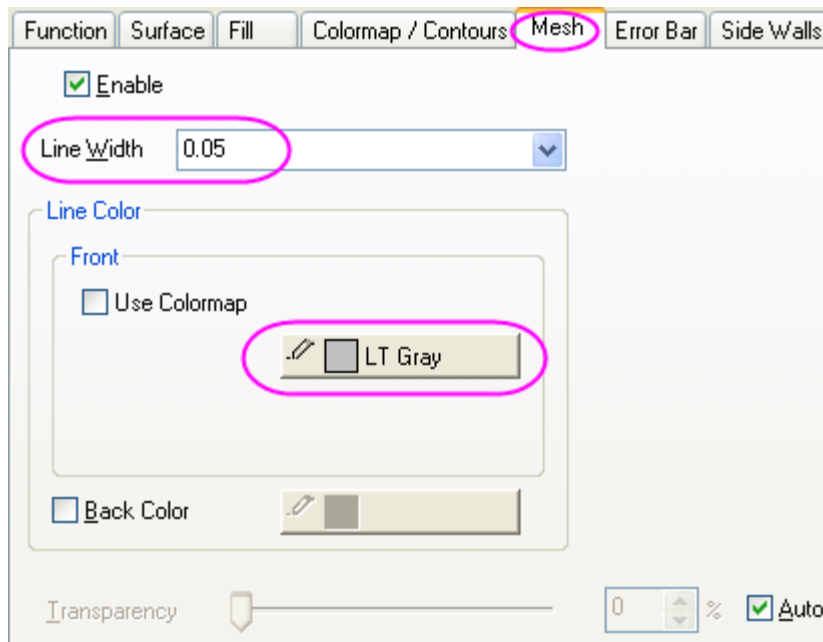 Function Surface Fill Colormap / Contours Mesh Error Bar Side Walls
Enable
Line Width 0.05
Line Color
Front
Use Colormap
LT Gray
Back Color
Transparency 0 % Auto